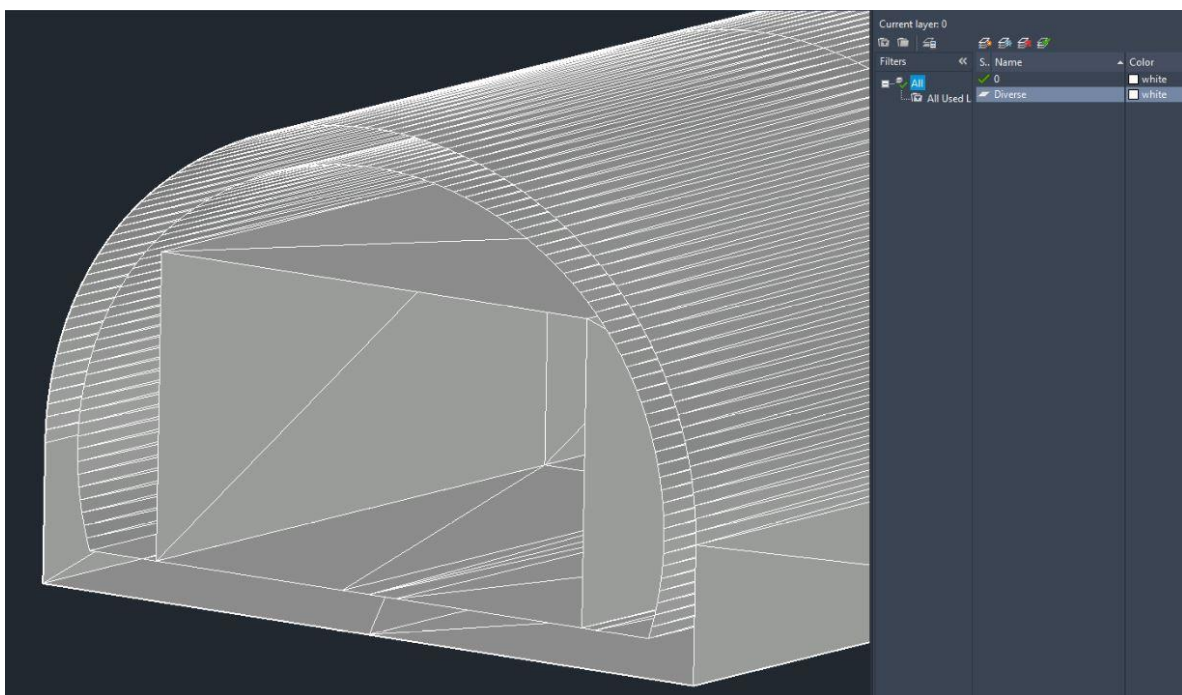 Current layer: 0
Filters «
S.. Name Color
All
0 white
All Used L
Diverse white